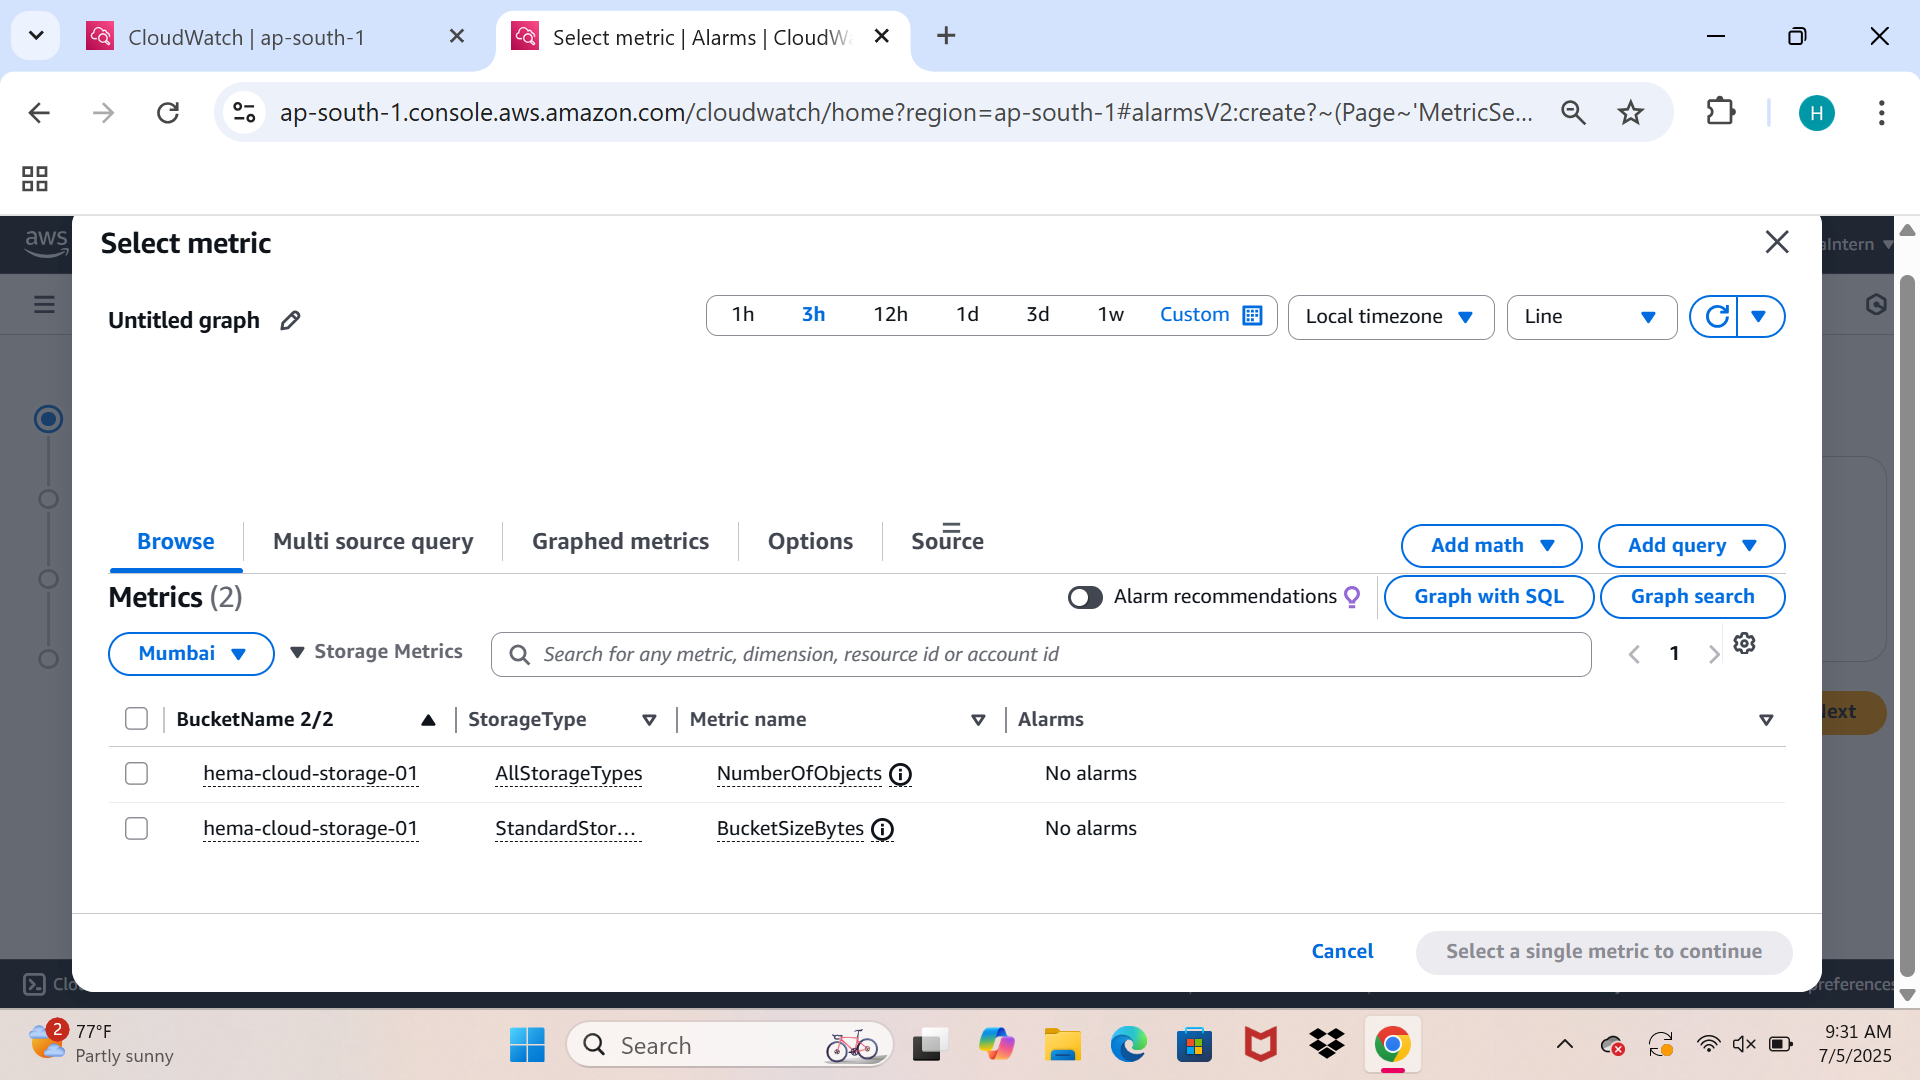 CloudWatch | ap-south-1
Select metric | Alarms | CloudW
ap-south-1.console.aws.amazon.com/cloudwatch/home?region=ap-south-1#alarmsV2:create?~(Page~'MetricSe...
H
aws
Select metric
Untitled graph
1h 3h 12h 1d 3d 1w Custom
Local timezone
Line
Browse
Multi source query
Graphed metrics
Options
Source
Add math
Add query
Metrics (2)
Alarm recommendations
Graph with SQL
Graph search
Mumbai
Storage Metrics
Search for any metric, dimension, resource id or account id
1
BucketName 2/2 StorageType Metric name Alarms
hema-cloud-storage-01 AllStorageTypes NumberOfObjects No alarms
hema-cloud-storage-01 StandardStor... BucketSizeBytes No alarms
Cancel
Select a single metric to continue
preferences
2
77°F
Partly sunny
Search
9:31 AM
7/5/2025